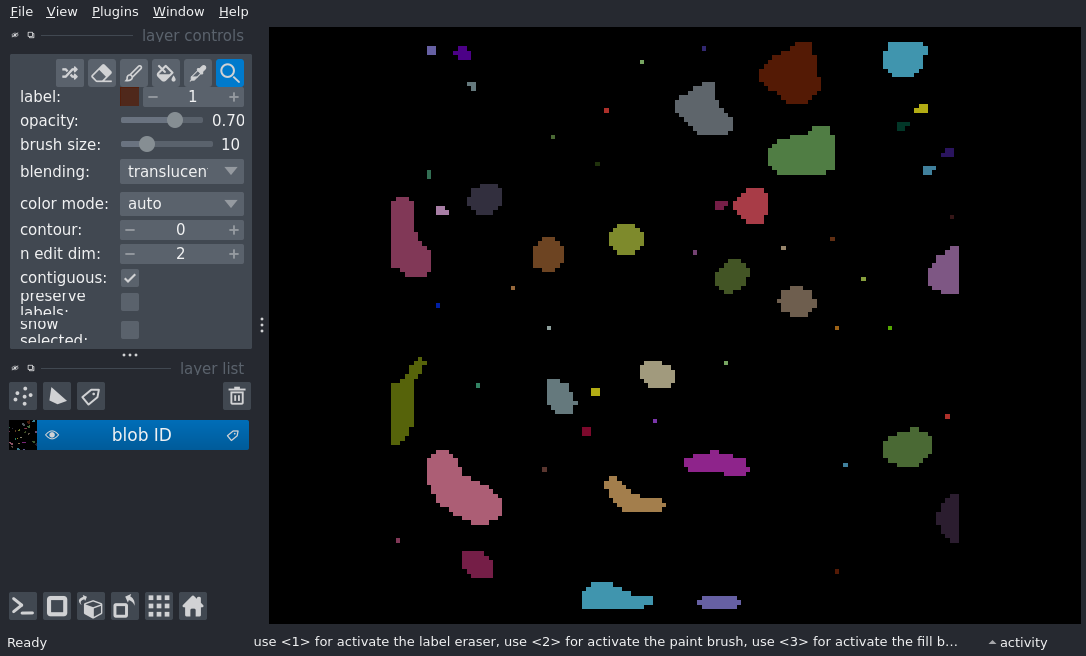 File View Plugins Window Help
layer controls
label: 1
opacity: 0.70
brush size: 10
blending: translucen
color mode: auto
contour: 0
n edit dim: 2
contiguous:
preserve
labels:
show
selected:
layer list
blob ID
Ready use <1> for activate the label eraser, use <2> for activate the paint brush, use <3> for activate the fill b... activity